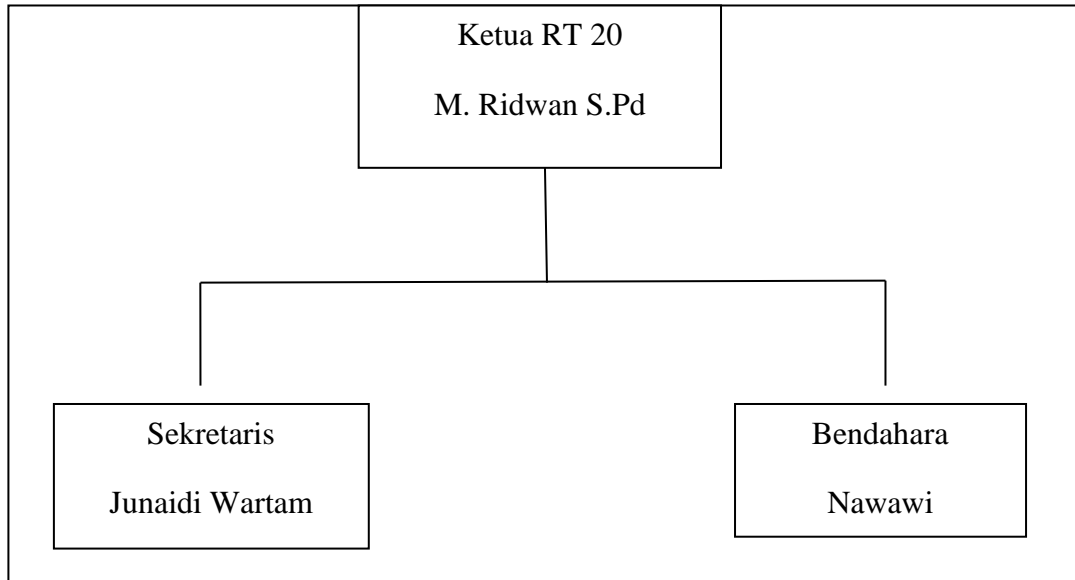 Ketua RT 20
M. Ridwan S.Pd
Sekretaris
Junaidi Wartam
Bendahara
Nawawi